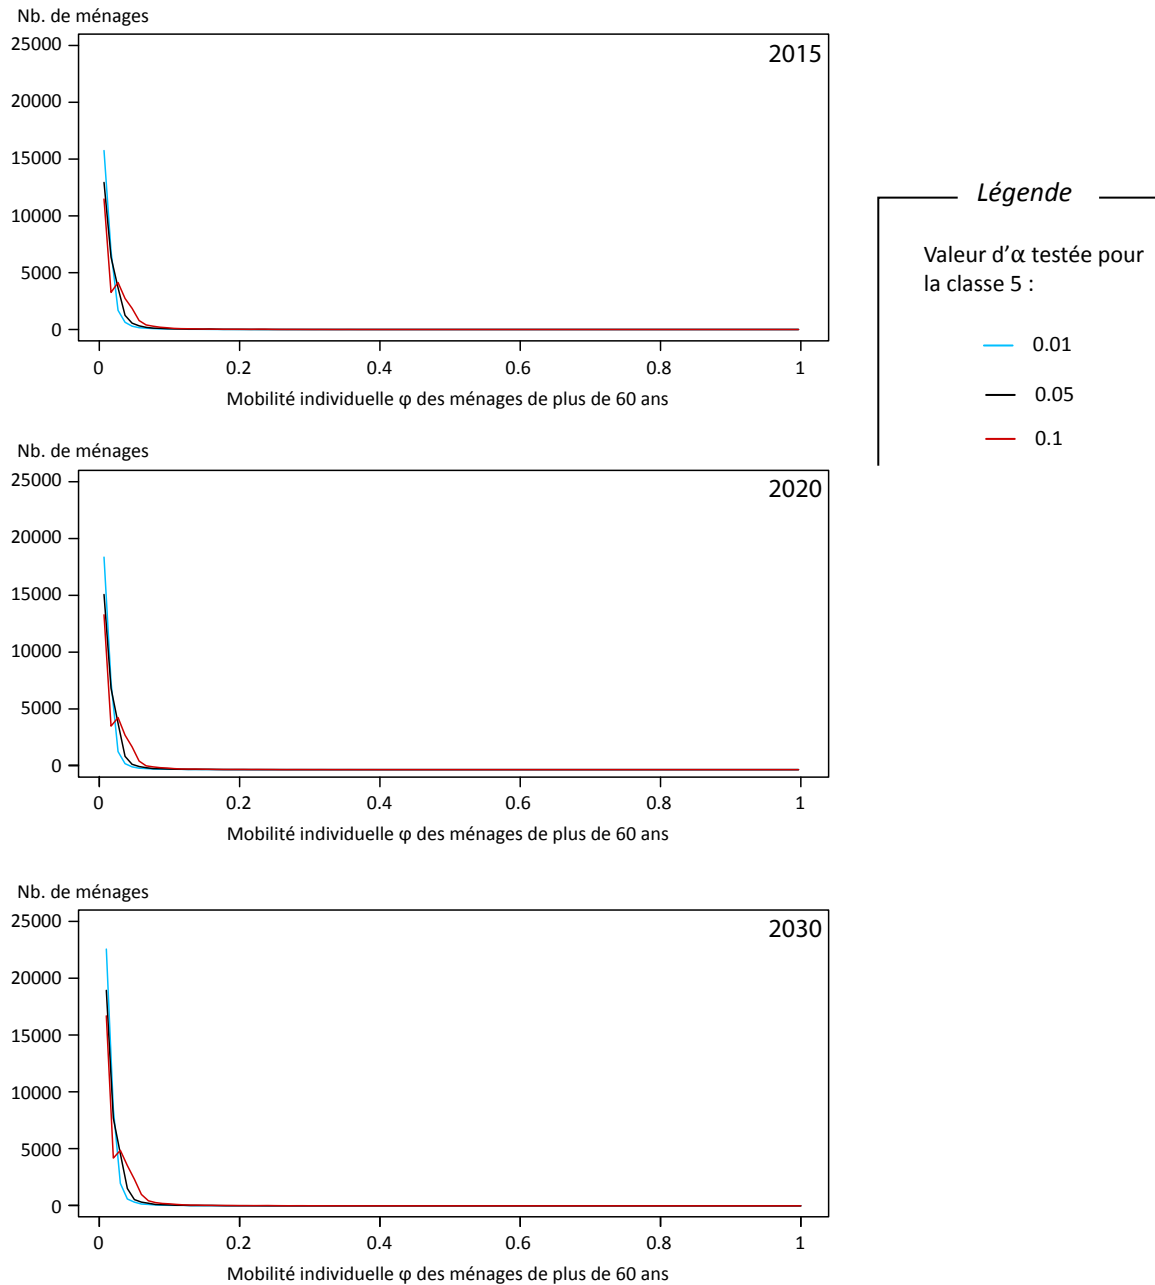 Nb. de ménages
25000
2015
20000
15000
10000
5000
0
0 0.2 0.4 0.6 0.8 1
Mobilité individuelle φ des ménages de plus de 60 ans
Légende
Valeur d'α testée pour
la classe 5 :
0.01
0.05
0.1
Nb. de ménages
25000
2020
20000
15000
10000
5000
0
0 0.2 0.4 0.6 0.8 1
Mobilité individuelle φ des ménages de plus de 60 ans
Nb. de ménages
25000
2030
20000
15000
10000
5000
0
0 0.2 0.4 0.6 0.8 1
Mobilité individuelle φ des ménages de plus de 60 ans